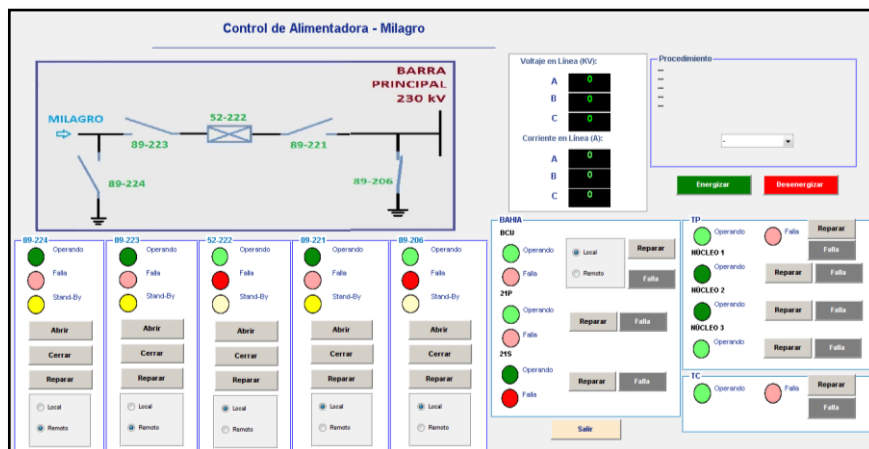 Control de Alimentadora - Milagro
BARRA
PRINCIPAL
230 kV
MILAGRO
52-222
89-223
89-221
89-224
89-206
Voltaje en Línea (KV):
A 0
B 0
C 0
Corriente en Línea (A):
A 0
B 0
C 0
Procedimiento
--
--
--
--
--
-
Energizar
Desenergizar
89-224
Operando
Falla
Stand-By
Abrir
Cerrar
Reparar
Local
Remoto
89-223
Operando
Falla
Stand-By
Abrir
Cerrar
Reparar
Local
Remoto
52-222
Operando
Falla
Stand-By
Abrir
Cerrar
Reparar
Local
Remoto
89-221
Operando
Falla
Stand-By
Abrir
Cerrar
Reparar
Local
Remoto
89-206
Operando
Falla
Stand-By
Abrir
Cerrar
Reparar
Local
Remoto
BAHIA
BCU
Operando
Falla
Local
Remoto
Reparar
Falla
21P
Operando
Falla
Reparar
Falla
21S
Operando
Falla
Reparar
Falla
Salir
TP
Operando
Falla
Reparar
Falla
NÚCLEO 1
Operando
Reparar
Falla
NÚCLEO 2
Operando
Reparar
Falla
NÚCLEO 3
Operando
Reparar
Falla
TC
Operando
Falla
Reparar
Falla